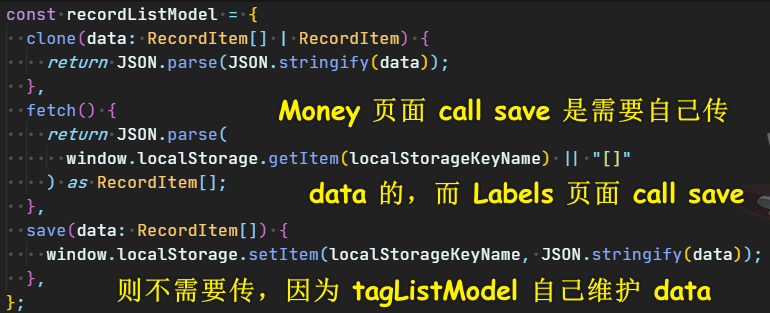 const recordListModel = {
clone(data: RecordItem[] | RecordItem) {
return JSON.parse(JSON.stringify(data));
},
fetch() {
Money 页面 call save 是需要自己传
return JSON.parse(
window.localStorage.getItem(localStorageKeyName) || "[]"
) as RecordItem[];
data 的，而 Labels 页面 call save
},
save(data: RecordItem[]) {
window.localStorage.setItem(localStorageKeyName, JSON.stringify(data));
},
则不需要传，因为 tagListModel 自己维护 data
};